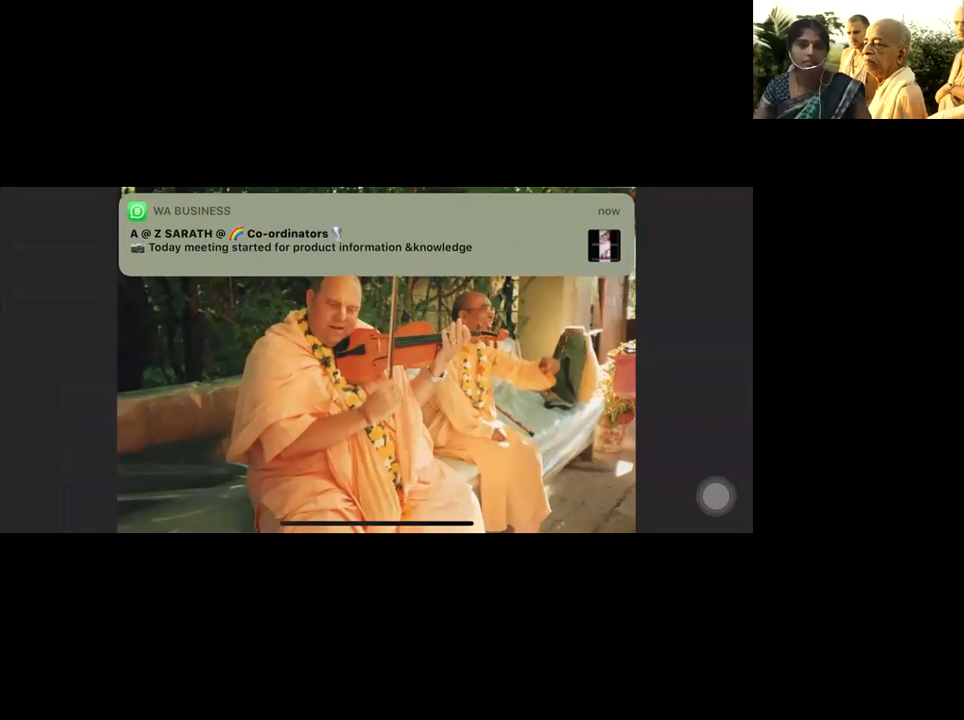 WA BUSINESS now
A @ Z SARATH @ 🌈 Co-ordinators 🌪
📷 Today meeting started for product information &knowledge